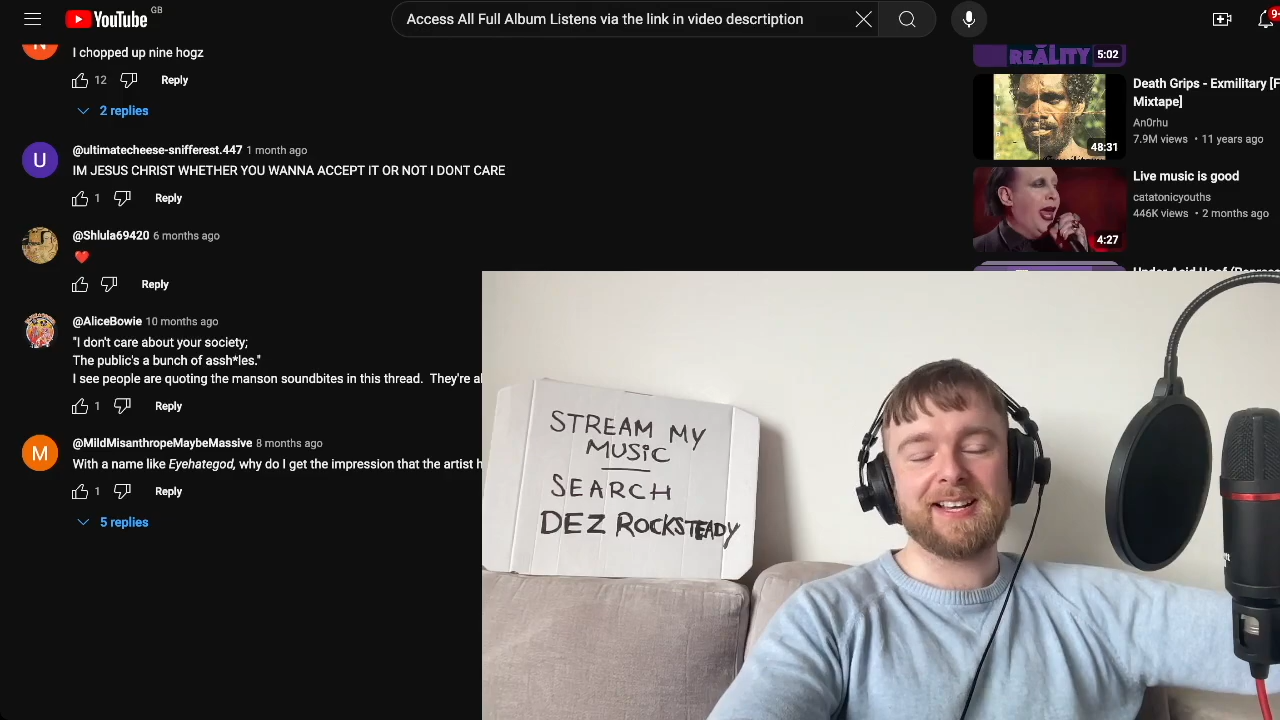 YouTube GB
Access All Full Album Listens via the link in video descrtption
9+
I chopped up nine hogz
12 Reply
2 replies
@ultimatecheese-snifferest.447 1 month ago
IM JESUS CHRIST WHETHER YOU WANNA ACCEPT IT OR NOT I DONT CARE
1 Reply
@Shlula69420 6 months ago
Reply
@AliceBowie 10 months ago
"I don't care about your society;
The public's a bunch of assh*les."
I see people are quoting the manson soundbites in this thread. They're
1 Reply
M
@MildMisanthropeMaybeMassive 8 months ago
With a name like Eyehategod, why do I get the impression that the artist
1 Reply
5 replies
U
REALITY
5:02
Death Grips - Exmilitary
Mixtape]
An0rhu
7.9M views • 11 years ago
48:31
Live music is good
catatonicyouths
446K views • 2 months ago
4:27
STREAM MY
MUSIC
SEARCH
DEZ ROCKSTEADY